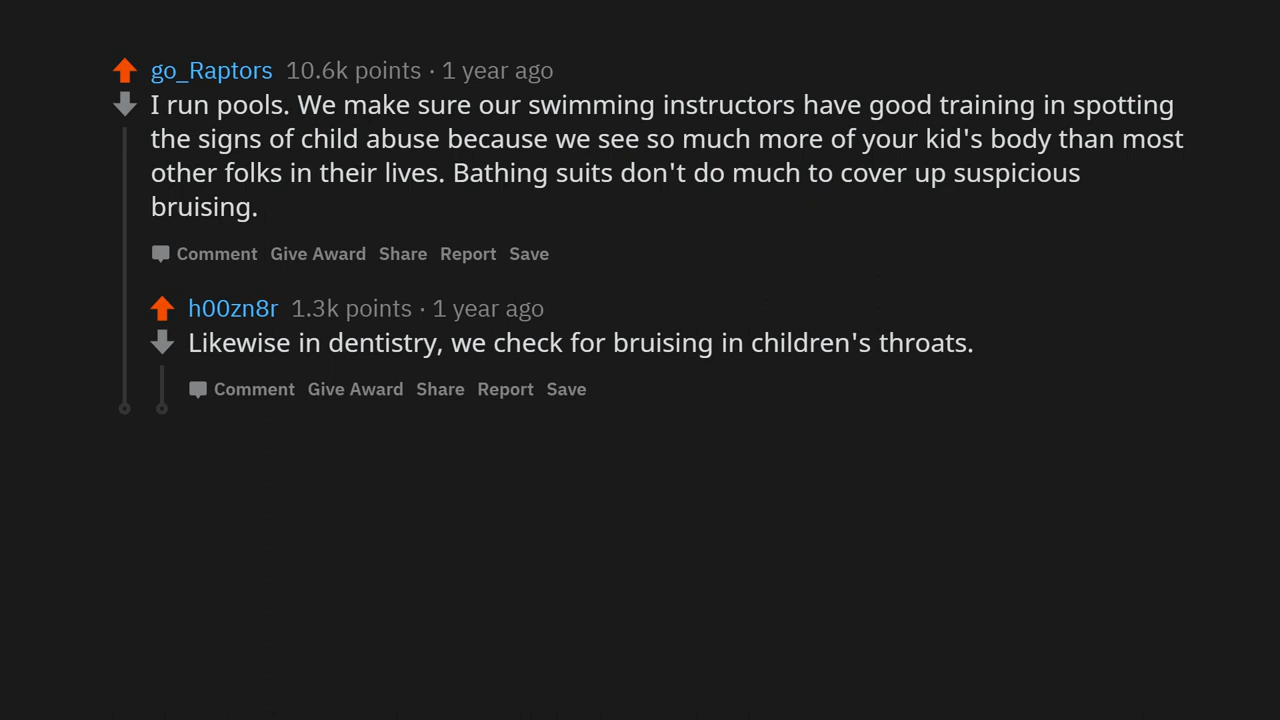 go_Raptors 10.6k points · 1 year ago
I run pools. We make sure our swimming instructors have good training in spotting
the signs of child abuse because we see so much more of your kid's body than most
other folks in their lives. Bathing suits don't do much to cover up suspicious
bruising.
Comment Give Award Share Report Save
h00zn8r 1.3k points · 1 year ago
Likewise in dentistry, we check for bruising in children's throats.
Comment Give Award Share Report Save